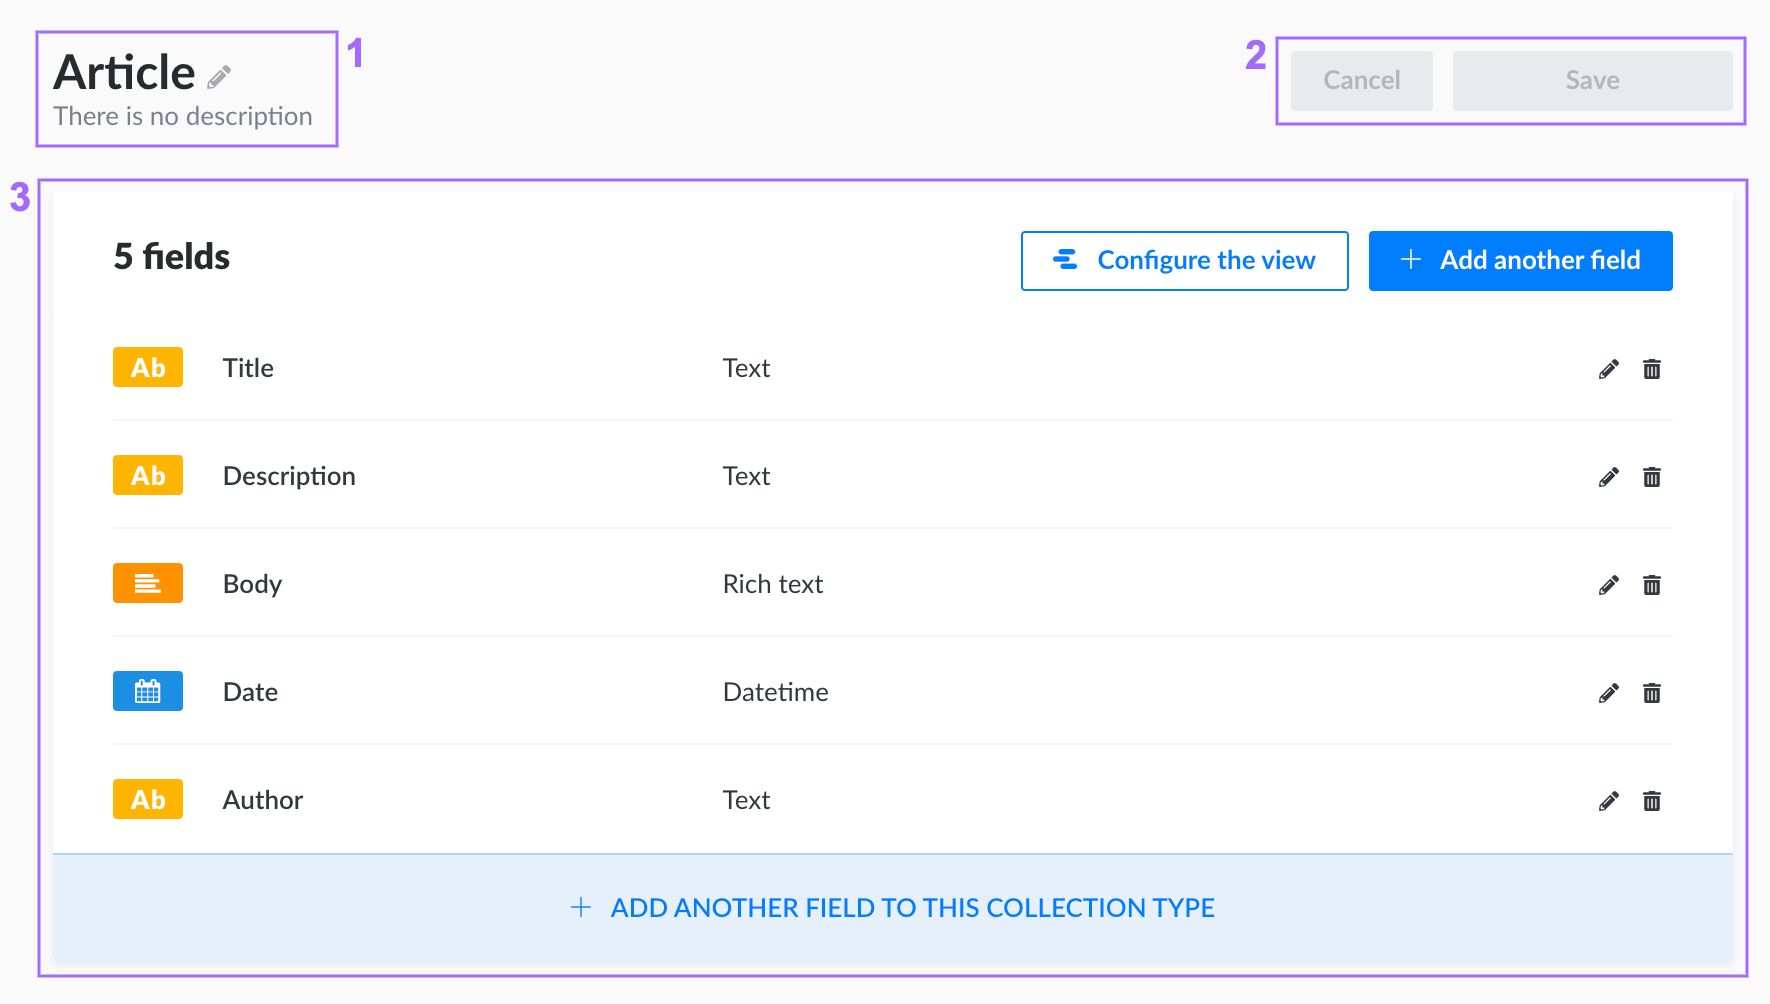 1
Article
There is no description
2
Cancel
Save
3
5 fields
Configure the view
Add another field
Ab Title Text
Ab Description Text
Body Rich text
Date Datetime
Ab Author Text
+ ADD ANOTHER FIELD TO THIS COLLECTION TYPE